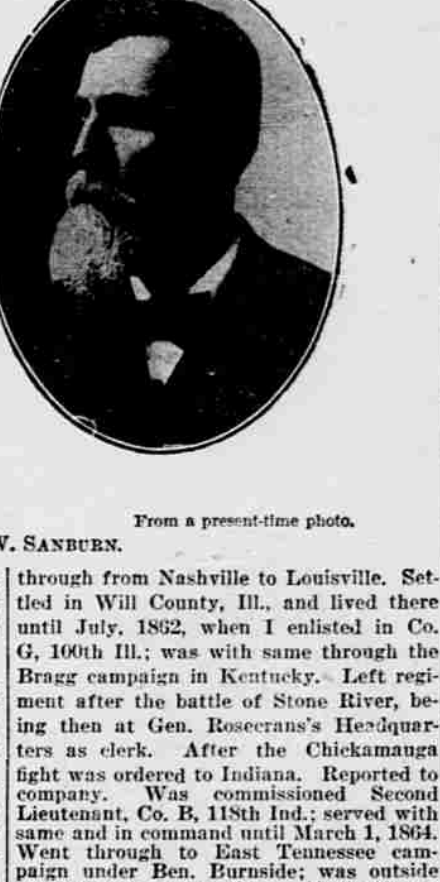 From a present-time photo.
V. SANBURN.
through from Nashville to Louisville. Set-
tled in Will County, Ill., and lived there
until July, 1862, when I enlisted in Co.
G, 100th Ill.; was with same through the
Bragg campaign in Kentucky. Left regi-
ment after the battle of Stone River, be-
ing then at Gen. Rosecrans's Headquar-
ters as clerk. After the Chickamauga
fight was ordered to Indiana. Reported to
company. Was commissioned Second
Lieutenant, Co. B, 118th Ind.; served with
same and in command until March 1, 1864.
Went through to East Tennessee cam-
paign under Ben. Burnside; was outside